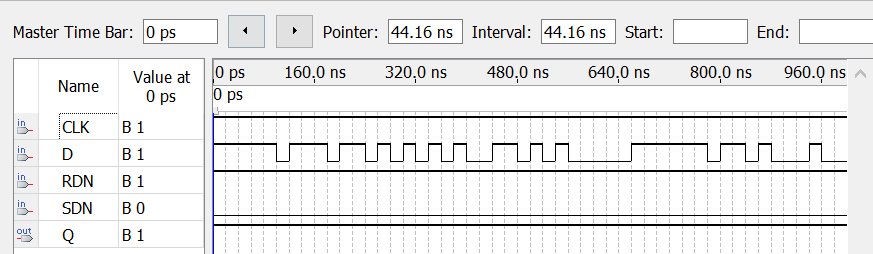 Master Time Bar: 0 ps Pointer: 44.16 ns Interval: 44.16 ns Start: End:
Name Value at 0 ps
0 ps 160.0 ns 320.0 ns 480.0 ns 640.0 ns 800.0 ns 960.0 ns
0 ps
in CLK B 1
in D B 1
in RDN B 1
in SDN B 0
out Q B 1